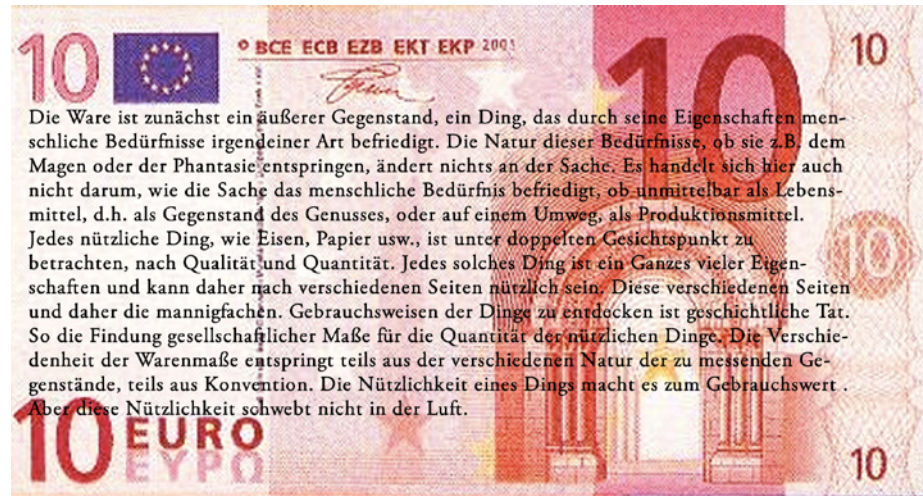 10
BCE ECB EZB EKT EKP 2001
10
10
Die Ware ist zunächst ein äußerer Gegenstand, ein Ding, das durch seine Eigenschaften men-
schliche Bedürfnisse irgendeiner Art befriedigt. Die Natur dieser Bedürfnisse, ob sie z.B. dem
Magen oder der Phantasie entspringen, ändert nichts an der Sache. Es handelt sich hier auch
nicht darum, wie die Sache das menschliche Bedürfnis befriedigt, ob unmittelbar als Lebens-
mittel, d.h. als Gegenstand des Genusses, oder auf einem Umweg, als Produktionsmittel.
Jedes nützliche Ding, wie Eisen, Papier usw., ist unter doppelten Gesichtspunkt zu
betrachten, nach Qualität und Quantität. Jedes solches Ding ist ein Ganzes vieler Eigen-
schaften und kann daher nach verschiedenen Seiten nützlich sein. Diese verschiedenen Seiten
und daher die mannigfachen. Gebrauchsweisen der Dinge zu entdecken ist geschichtliche Tat.
So die Findung gesellschaftlicher Maße für die Quantität der nützlichen Dinge. Die Verschie-
denheit der Warenmaße entspringt teils aus der verschiedenen Natur der zu messenden Ge-
genstände, teils aus Konvention. Die Nützlichkeit eines Dings macht es zum Gebrauchswert .
Aber diese Nützlichkeit schwebt nicht in der Luft.
10
10 EURO
ΕΥΡΩ
10